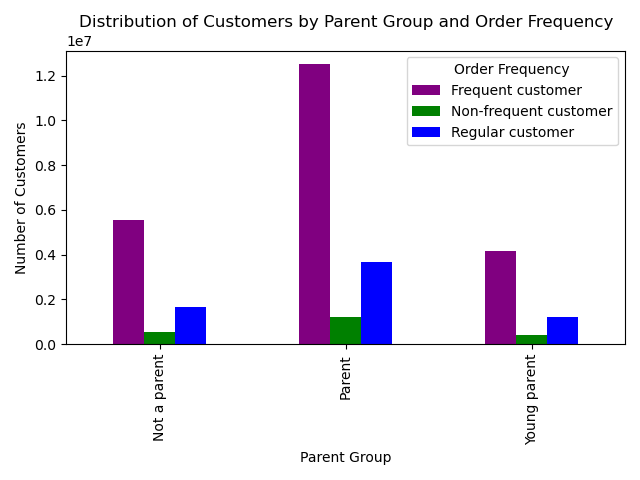 Distribution of Customers by Parent Group and Order Frequency
1e7
1.2
1.0
0.8
0.6
0.4
0.2
0.0
Number of Customers
Order Frequency
Frequent customer
Non-frequent customer
Regular customer
Not a parent
Parent
Young parent
Parent Group